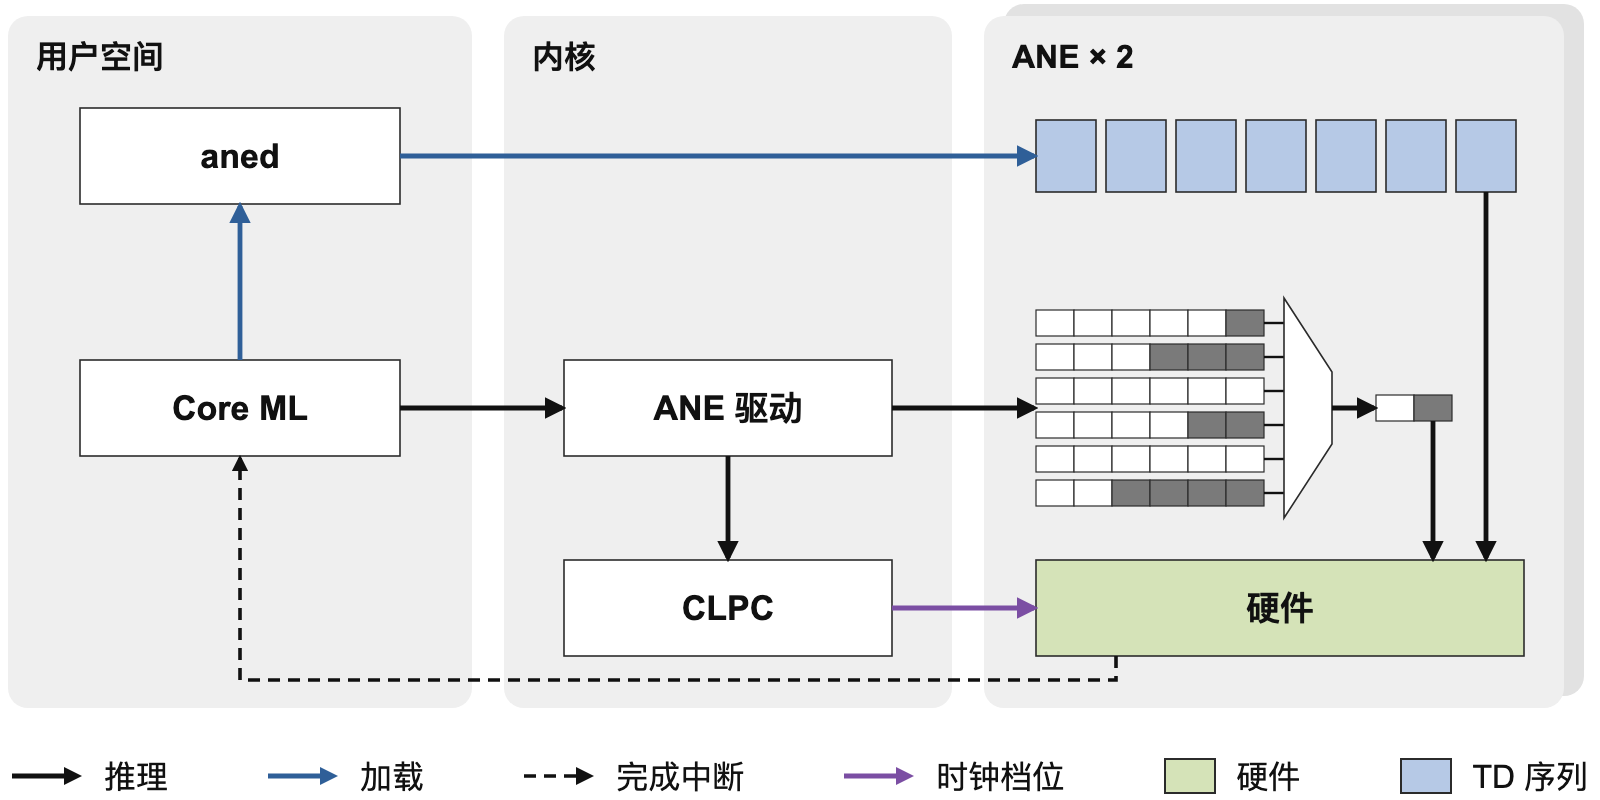 用户空间
内核
ANE × 2
aned
Core ML
ANE 驱动
CLPC
硬件
推理
加载
完成中断
时钟档位
硬件
TD 序列